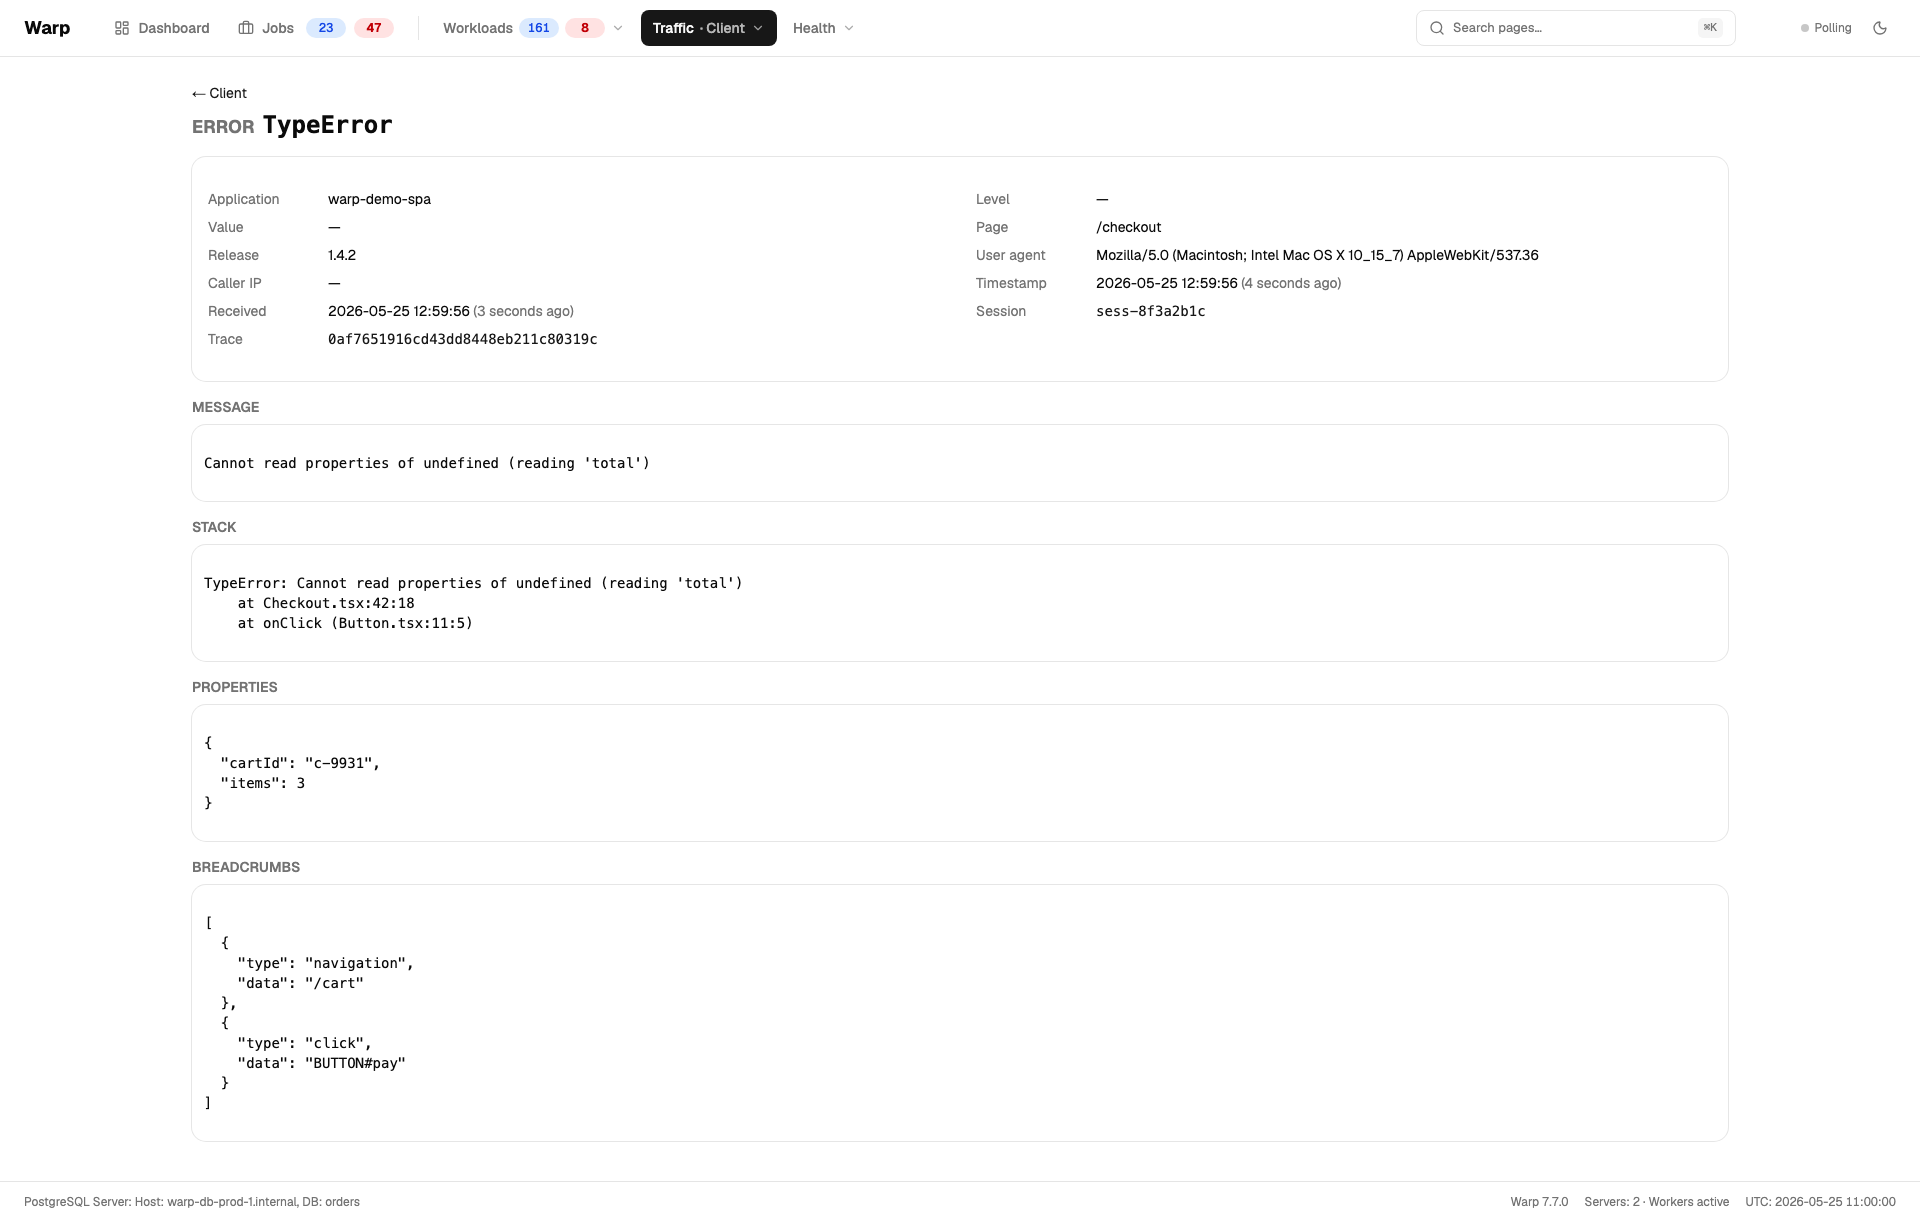 Warp Dashboard Jobs 23 47 Workloads 161 8 Traffic · Client Health Search pages... ⌘K Polling
← Client
ERROR TypeError
Application warp-demo-spa Level —
Value — Page /checkout
Release 1.4.2 User agent Mozilla/5.0 (Macintosh; Intel Mac OS X 10_15_7) AppleWebKit/537.36
Caller IP — Timestamp 2026-05-25 12:59:56 (4 seconds ago)
Received 2026-05-25 12:59:56 (3 seconds ago) Session sess-8f3a2b1c
Trace 0af7651916cd43dd8448eb211c80319c
MESSAGE
Cannot read properties of undefined (reading 'total')
STACK
TypeError: Cannot read properties of undefined (reading 'total')
    at Checkout.tsx:42:18
    at onClick (Button.tsx:11:5)
PROPERTIES
{
  "cartId": "c-9931",
  "items": 3
}
BREADCRUMBS
[
  {
    "type": "navigation",
    "data": "/cart"
  },
  {
    "type": "click",
    "data": "BUTTON#pay"
  }
]
PostgreSQL Server: Host: warp-db-prod-1.internal, DB: orders Warp 7.7.0 Servers: 2 · Workers active UTC: 2026-05-25 11:00:00